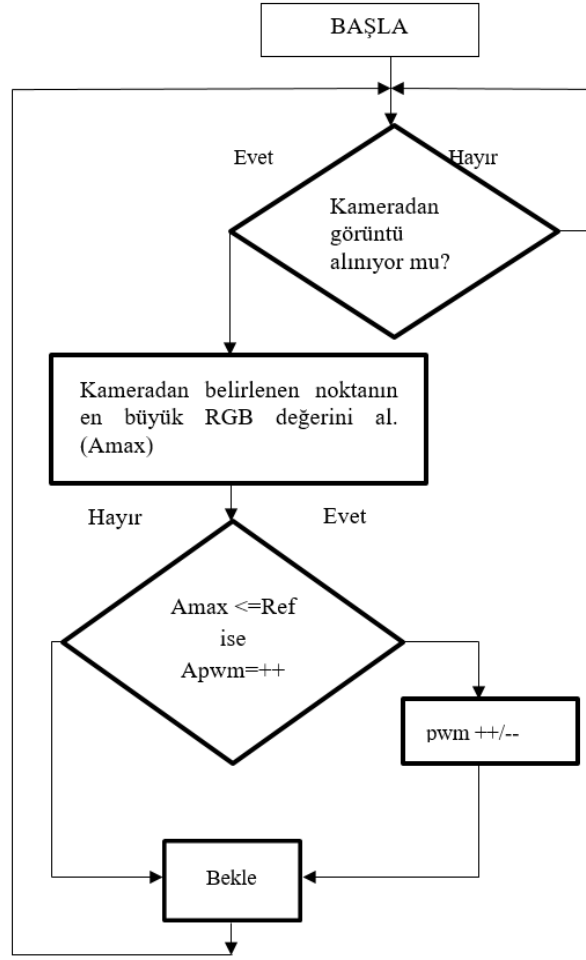 BAŞLA
Evet
Hayır
Kameradan
görüntü
alınıyor mu?
Kameradan belirlenen noktanın
en büyük RGB değerini al.
(Amax)
Hayır
Evet
Amax <=Ref
ise
Apwm=++
pwm ++/--
Bekle